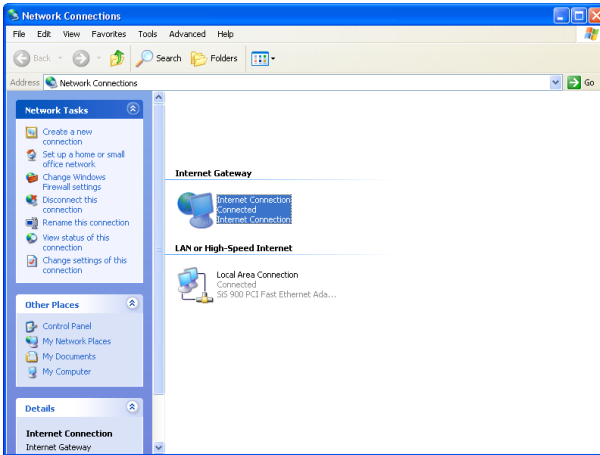 Network Connections
File Edit View Favorites Tools Advanced Help
Back Search Folders
Address Network Connections Go
Network Tasks
Create a new
connection
Set up a home or small
office network
Change Windows
Firewall settings
Disconnect this
connection
Rename this connection
View status of this
connection
Change settings of this
connection
Other Places
Control Panel
My Network Places
My Documents
My Computer
Details
Internet Connection
Internet Gateway
Internet Gateway
Internet Connection
Connected
Internet Connection
LAN or High-Speed Internet
Local Area Connection
Connected
SiS 900 PCI Fast Ethernet Ada...